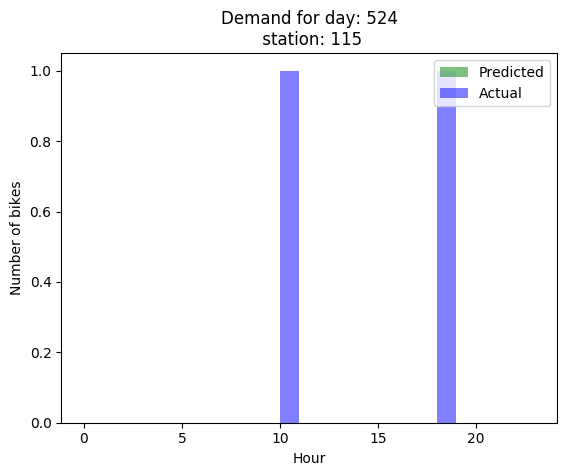 Demand for day: 524
station: 115
1.0
0.8
0.6
0.4
0.2
0.0
Number of bikes
Predicted
Actual
0 5 10 15 20
Hour